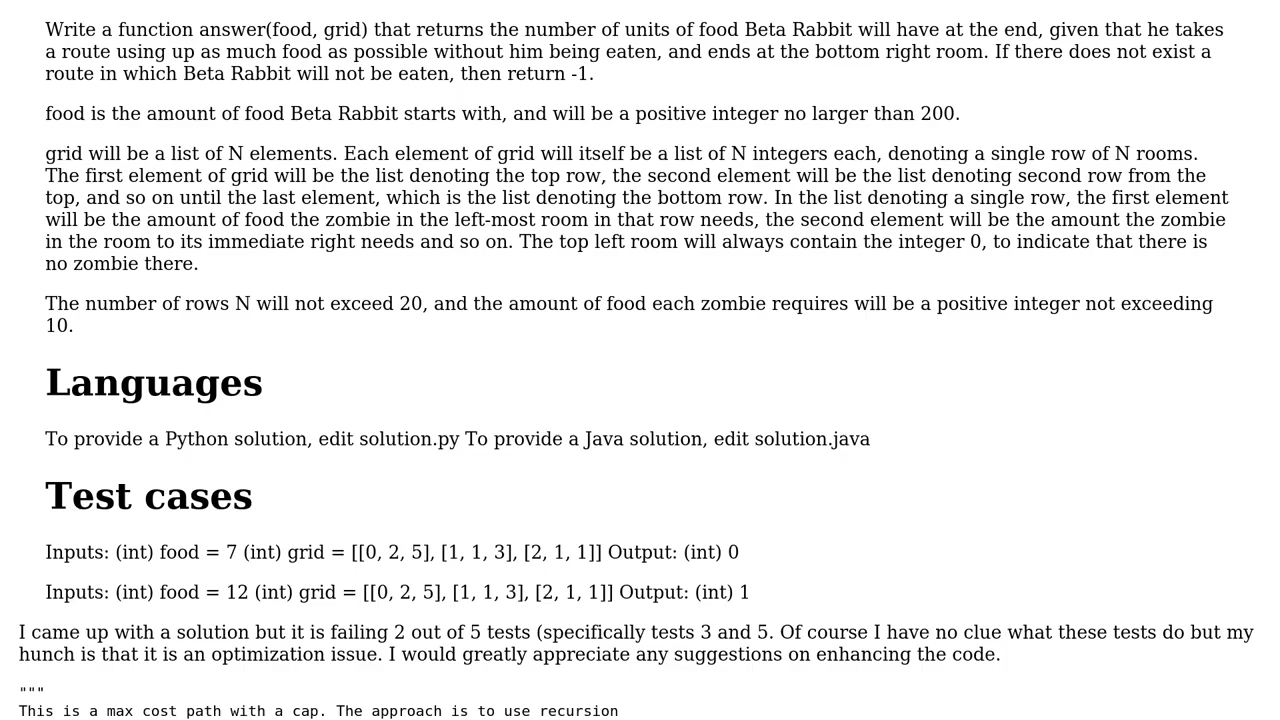 Write a function answer(food, grid) that returns the number of units of food Beta Rabbit will have at the end, given that he takes
a route using up as much food as possible without him being eaten, and ends at the bottom right room. If there does not exist a
route in which Beta Rabbit will not be eaten, then return -1.
food is the amount of food Beta Rabbit starts with, and will be a positive integer no larger than 200.
grid will be a list of N elements. Each element of grid will itself be a list of N integers each, denoting a single row of N rooms.
The first element of grid will be the list denoting the top row, the second element will be the list denoting second row from the
top, and so on until the last element, which is the list denoting the bottom row. In the list denoting a single row, the first element
will be the amount of food the zombie in the left-most room in that row needs, the second element will be the amount the zombie
in the room to its immediate right needs and so on. The top left room will always contain the integer 0, to indicate that there is
no zombie there.
The number of rows N will not exceed 20, and the amount of food each zombie requires will be a positive integer not exceeding
10.
Languages
To provide a Python solution, edit solution.py To provide a Java solution, edit solution.java
Test cases
Inputs: (int) food = 7 (int) grid = [[0, 2, 5], [1, 1, 3], [2, 1, 1]] Output: (int) 0
Inputs: (int) food = 12 (int) grid = [[0, 2, 5], [1, 1, 3], [2, 1, 1]] Output: (int) 1
I came up with a solution but it is failing 2 out of 5 tests (specifically tests 3 and 5. Of course I have no clue what these tests do but my
hunch is that it is an optimization issue. I would greatly appreciate any suggestions on enhancing the code.
"""
This is a max cost path with a cap. The approach is to use recursion